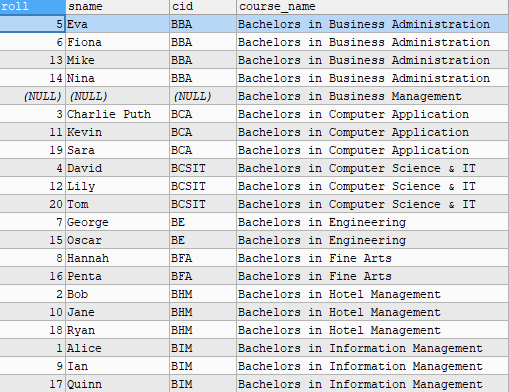 roll sname cid course_name
5 Eva BBA Bachelors in Business Administration
6 Fiona BBA Bachelors in Business Administration
13 Mike BBA Bachelors in Business Administration
14 Nina BBA Bachelors in Business Administration
(NULL) (NULL) (NULL) Bachelors in Business Management
3 Charlie Puth BCA Bachelors in Computer Application
11 Kevin BCA Bachelors in Computer Application
19 Sara BCA Bachelors in Computer Application
4 David BCSIT Bachelors in Computer Science & IT
12 Lily BCSIT Bachelors in Computer Science & IT
20 Tom BCSIT Bachelors in Computer Science & IT
7 George BE Bachelors in Engineering
15 Oscar BE Bachelors in Engineering
8 Hannah BFA Bachelors in Fine Arts
16 Penta BFA Bachelors in Fine Arts
2 Bob BHM Bachelors in Hotel Management
10 Jane BHM Bachelors in Hotel Management
18 Ryan BHM Bachelors in Hotel Management
1 Alice BIM Bachelors in Information Management
9 Ian BIM Bachelors in Information Management
17 Quinn BIM Bachelors in Information Management